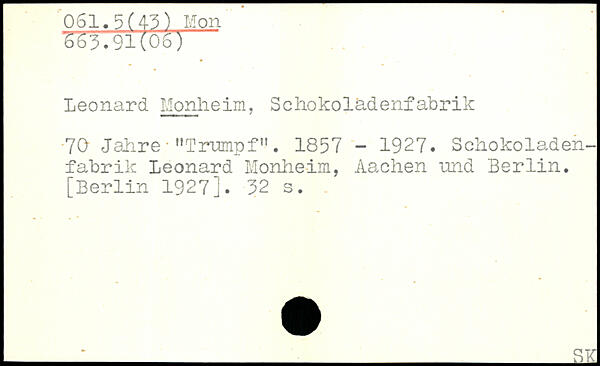 061.5(43) Mon
663.91(06)
Leonard Monheim, Schokoladenfabrik
70 Jahre "Trumpf". 1857 - 1927. Schokoladen-
fabrik Leonard Monheim, Aachen und Berlin.
[Berlin 1927]. 32 s.
SK